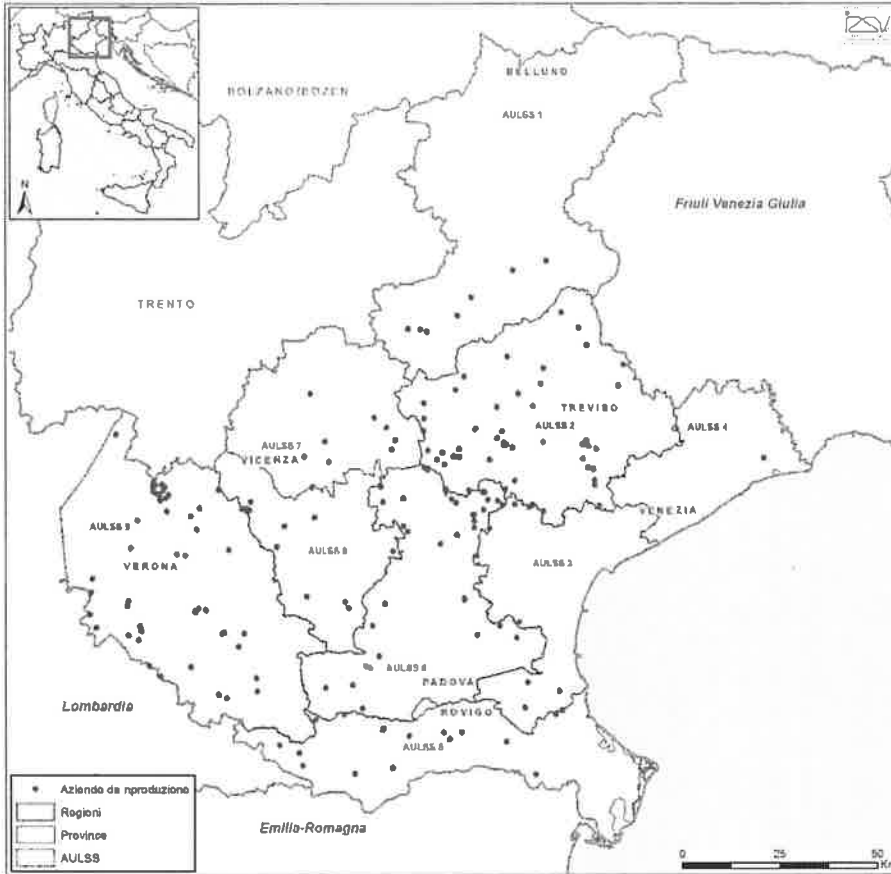 N
BOLZANO/BOZEN
BELLUNO
AULSS 1
Friuli Venezia Giulia
TRENTO
TREVISO
AULSS 2
AULSS 4
AULSS 7
VICENZA
AULSS 9
VERONA
AULSS 8
VENEZIA
AULSS 3
AULSS 6
PADOVA
ROVIGO
AULSS 5
Lombardia
Emilia-Romagna
Aziende da riproduzione
Regioni
Province
AULSS
0 25 50
Km